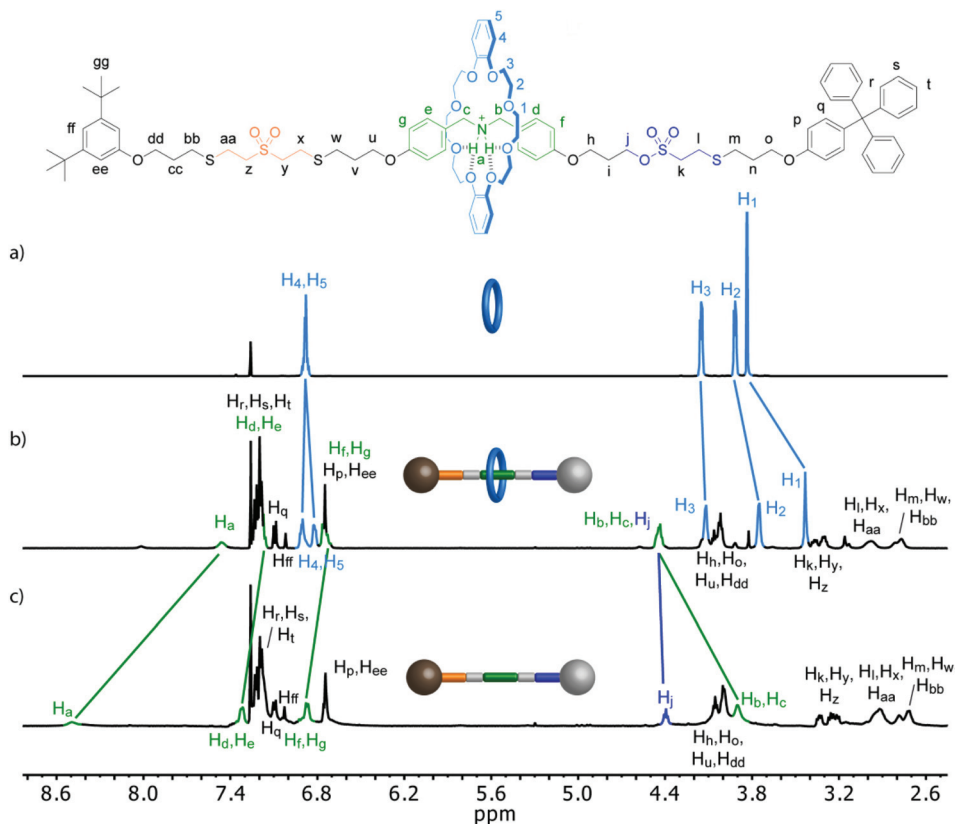 5
4
3
2
1
gg
ff
ee
dd
cc
bb
S
aa
z
O O
S
y
x
S
w
v
u
O
g
e
c
N
+
H H
a
b
d
f
O
h
i
j
O
O O
S
k
l
S
m
n
o
O
p
q
r
s
t
O
O O
O O
O O
O
a)
H4,H5
H3
H2
H1
b)
Hr,Hs,Ht
Hd,He
Ha
Hq
Hff
H4,H5
Hf,Hg
Hp,Hee
Hb,Hc,Hj
H3
H2
H1
Hh,Ho,
Hu,Hdd
Hk,Hy,
Hz
Hl,Hx,
Haa
Hm,Hw,
Hbb
c)
Ha
Hd,He
Hr,Hs,
Ht
Hq
Hff
Hf,Hg
Hp,Hee
Hj
Hh,Ho,
Hu,Hdd
Hb,Hc
Hk,Hy,
Hz
Hl,Hx,
Haa
Hm,Hw
Hbb
8.6 8.0 7.4 6.8 6.2 5.6 5.0 4.4 3.8 3.2 2.6
ppm